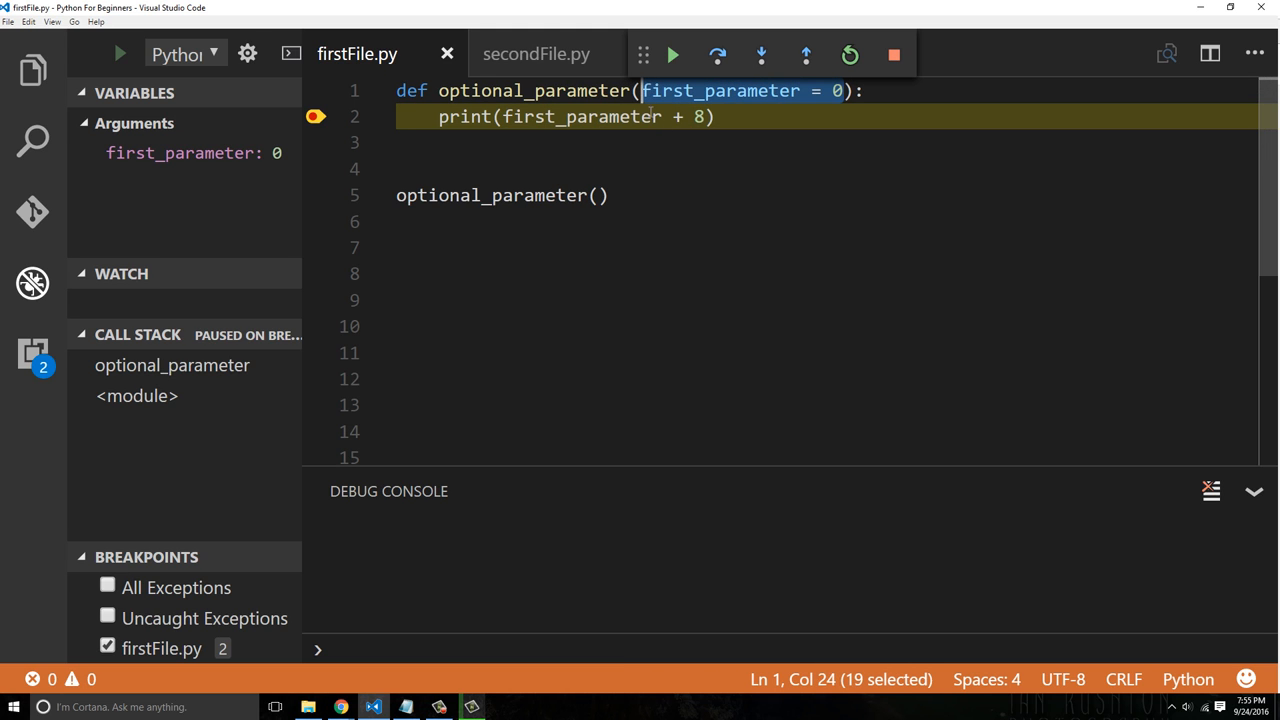 firstFile.py - Python For Beginners - Visual Studio Code
File Edit View Go Help
Python
firstFile.py
secondFile.py
VARIABLES
Arguments
first_parameter: 0
WATCH
CALL STACK PAUSED ON BRE...
optional_parameter
<module>
BREAKPOINTS
All Exceptions
Uncaught Exceptions
firstFile.py 2
2
1 def optional_parameter(first_parameter = 0):
2 print(first_parameter + 8)
3
4
5 optional_parameter()
6
7
8
9
10
11
12
13
14
15
DEBUG CONSOLE
0 0
Ln 1, Col 24 (19 selected) Spaces: 4 UTF-8 CRLF Python
I'm Cortana. Ask me anything.
7:55 PM
9/24/2016